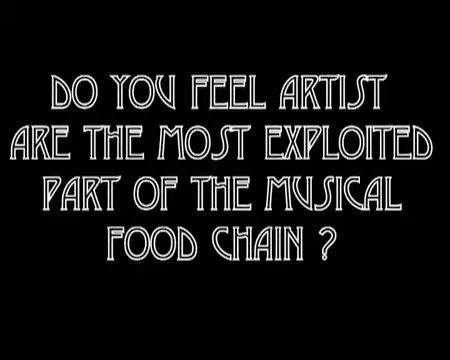 DO YOU FEEL ARTIST
ARE THE MOST EXPLOITED
PART OF THE MUSICAL
FOOD CHAIN ?